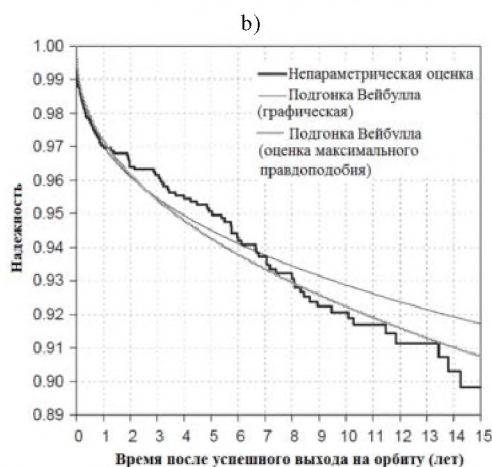 b)
1.00
0.99
0.98
0.97
0.96
0.95
0.94
0.93
0.92
0.91
0.90
0.89
Надежность
Непараметрическая оценка
Подгонка Вейбулла
(графическая)
Подгонка Вейбулла
(оценка максимального
правдоподобия)
0 1 2 3 4 5 6 7 8 9 10 11 12 13 14 15
Время после успешного выхода на орбиту (лет)